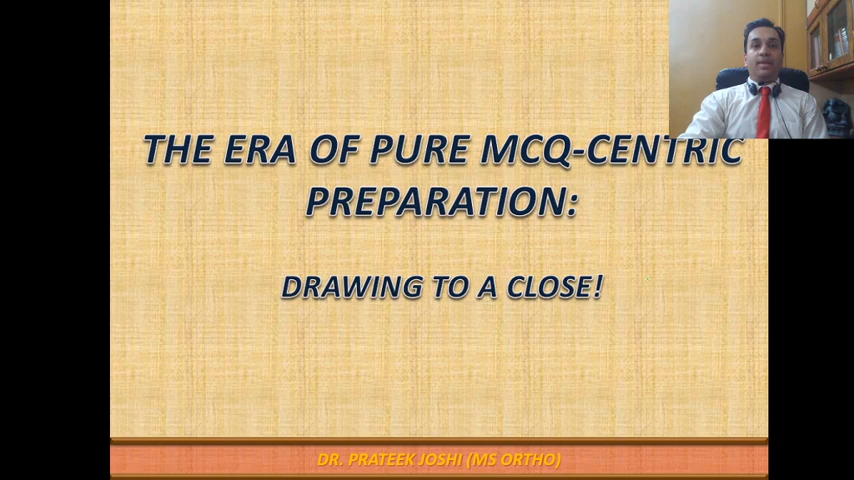 THE ERA OF PURE MCQ-CENTRIC
PREPARATION:
DRAWING TO A CLOSE!
DR. PRATEEK JOSHI (MS ORTHO)